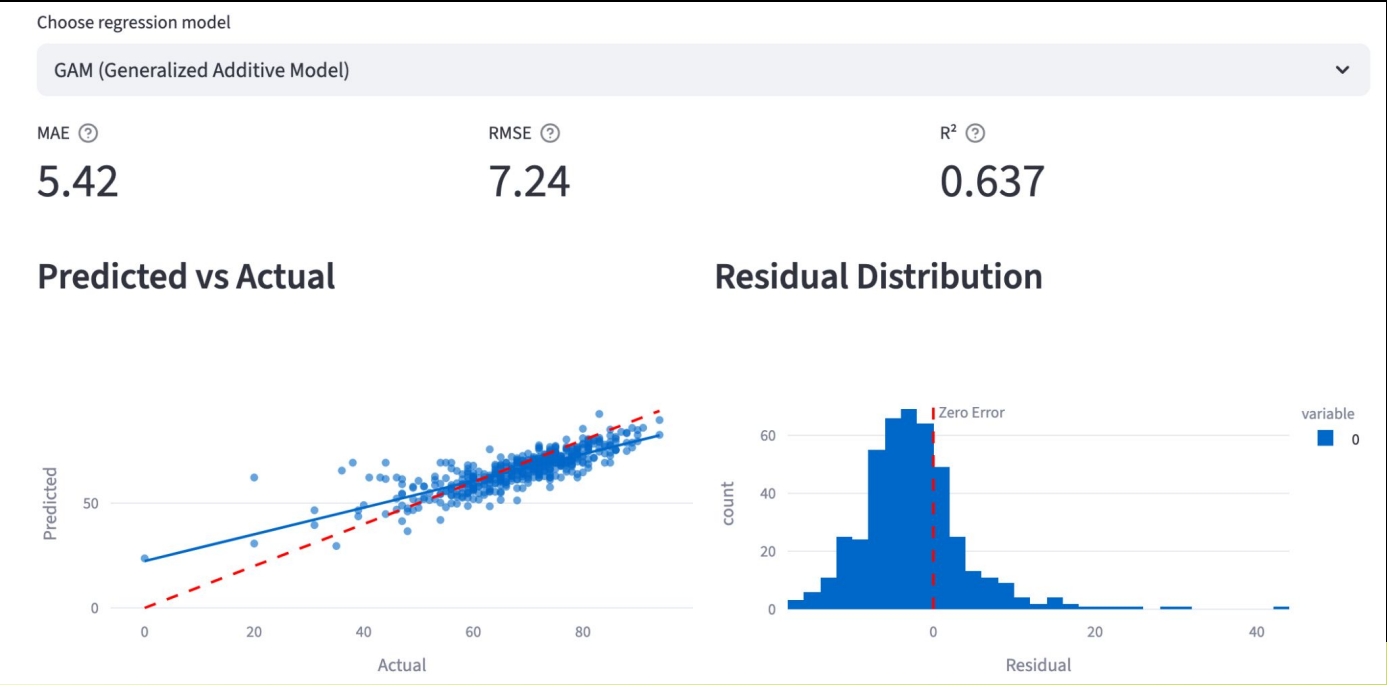 Choose regression model
GAM (Generalized Additive Model)
MAE ?
RMSE ?
R² ?
5.42
7.24
0.637
Predicted vs Actual
Residual Distribution
Predicted
50
0
0 20 40 60 80
Actual
Zero Error
count
60
40
20
0
0 20 40
Residual
variable
0